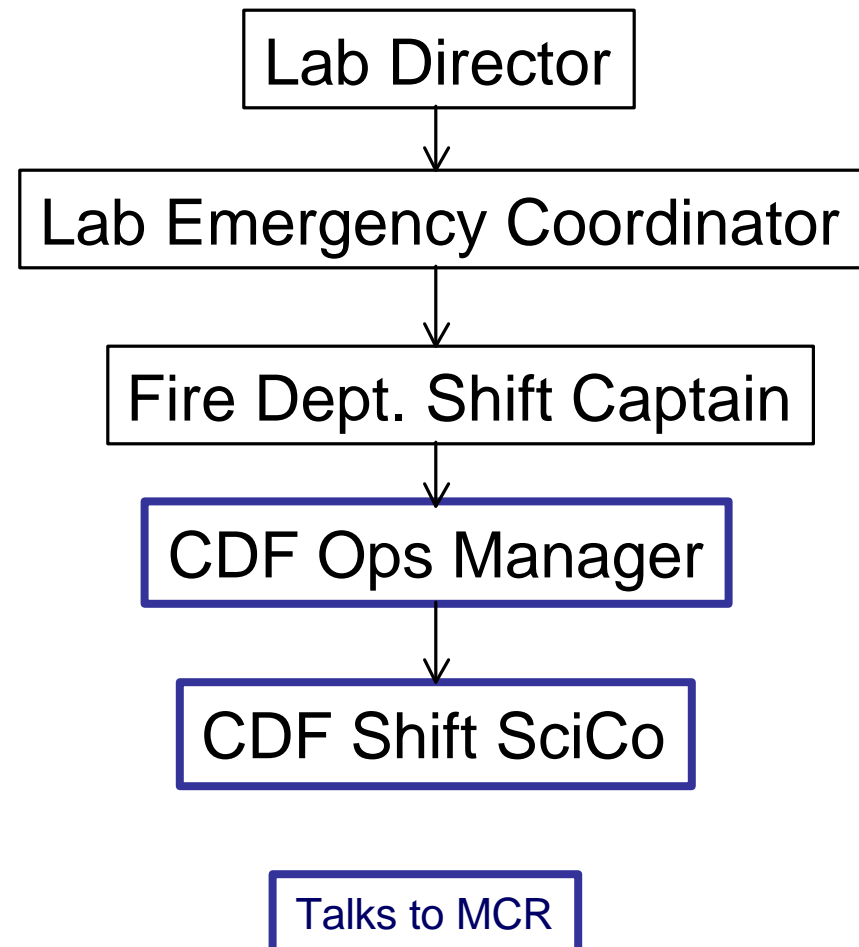 Lab Director
Lab Emergency Coordinator
Fire Dept. Shift Captain
CDF Ops Manager
CDF Shift SciCo
Talks to MCR